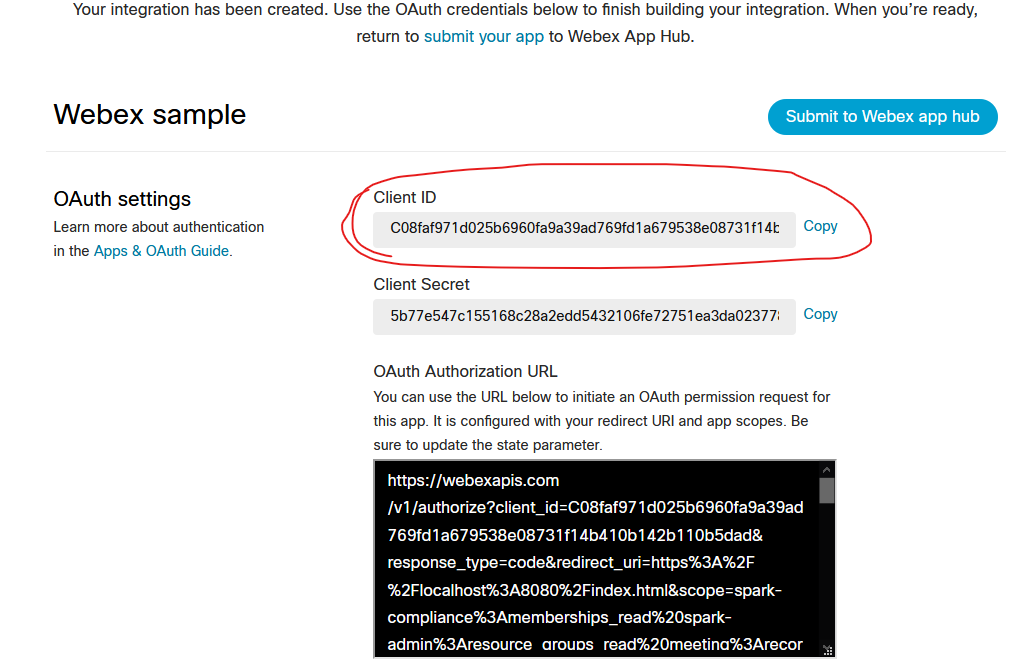 Your integration has been created. Use the OAuth credentials below to finish building your integration. When you’re ready,
return to submit your app to Webex App Hub.
Webex sample
Submit to Webex app hub
OAuth settings
Learn more about authentication
in the Apps & OAuth Guide.
Client ID
C08faf971d025b6960fa9a39ad769fd1a679538e08731f14b
Copy
Client Secret
5b77e547c155168c28a2edd5432106fe72751ea3da023778
Copy
OAuth Authorization URL
You can use the URL below to initiate an OAuth permission request for
this app. It is configured with your redirect URI and app scopes. Be
sure to update the state parameter.
https://webexapis.com
/v1/authorize?client_id=C08faf971d025b6960fa9a39ad
769fd1a679538e08731f14b410b142b110b5dad&
response_type=code&redirect_uri=https%3A%2F
%2Flocalhost%3A8080%2Findex.html&scope=spark-
compliance%3Amemberships_read%20spark-
admin%3Aresource_groups_read%20meeting%3Arecor